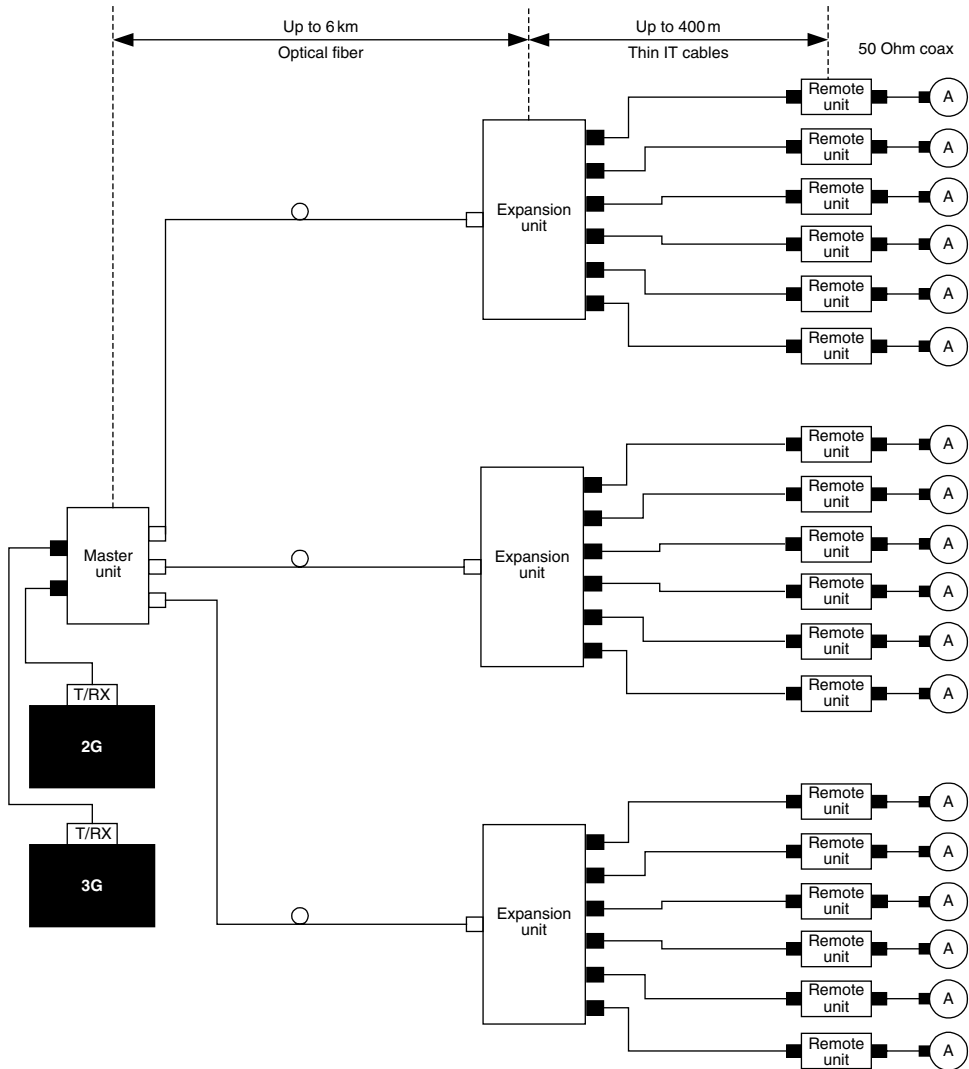 Up to 6 km
Up to 400 m
Optical fiber
Thin IT cables
50 Ohm coax
Remote
unit
A
Remote
unit
A
Remote
unit
A
Remote
unit
A
Remote
unit
A
Remote
unit
A
Expansion
unit
Remote
unit
A
Remote
unit
A
Remote
unit
A
Remote
unit
A
Remote
unit
A
Remote
unit
A
Expansion
unit
Master
unit
T/RX
2G
T/RX
3G
Remote
unit
A
Remote
unit
A
Remote
unit
A
Remote
unit
A
Remote
unit
A
Remote
unit
A
Expansion
unit